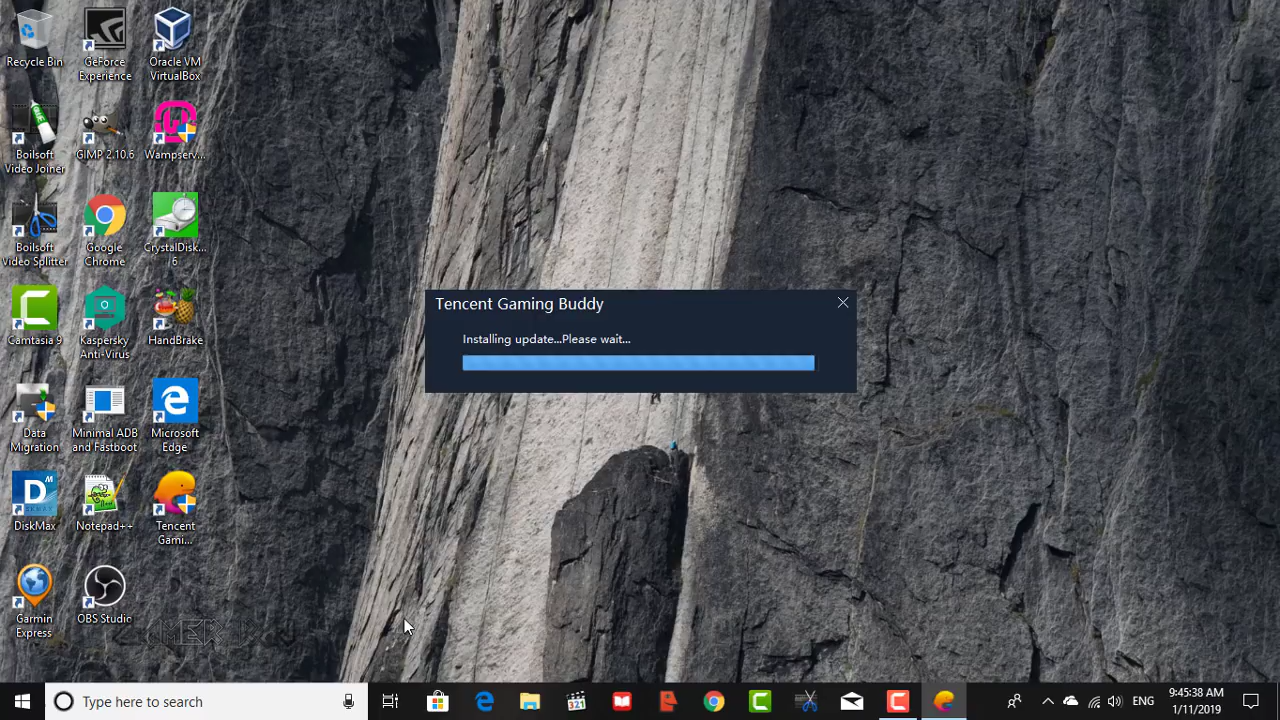 Recycle Bin
GeForce Experience
Oracle VM VirtualBox
Boilsoft Video Joiner
GIMP 2.10.6
Wampserv...
Boilsoft Video Splitter
Google Chrome
CrystalDisk... 6
Camtasia 9
Kaspersky Anti-Virus
HandBrake
Data Migration
Minimal ADB and Fastboot
Microsoft Edge
DiskMax
Notepad++
Tencent Gami...
Garmin Express
OBS Studio
Tencent Gaming Buddy
Installing update...Please wait...
Type here to search
321
ENG
9:45:38 AM
1/11/2019